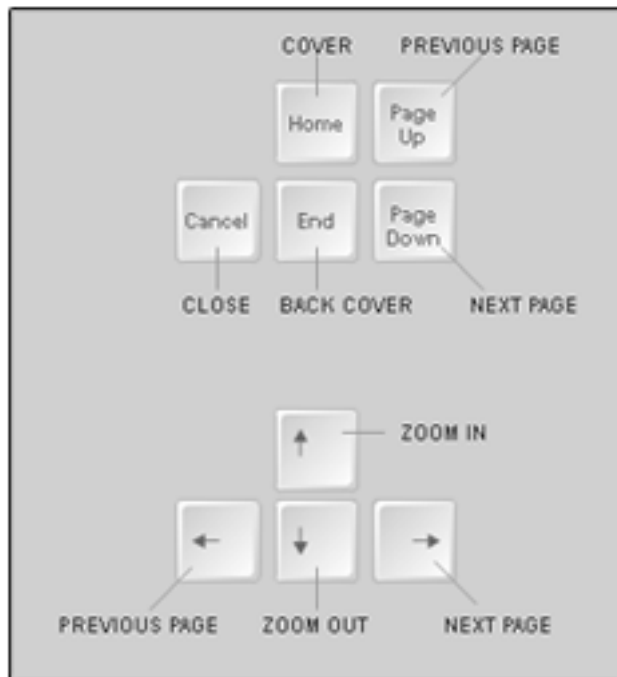 COVER PREVIOUS PAGE
Home Page Up
Cancel End Page Down
CLOSE BACK COVER NEXT PAGE
↑ ZOOM IN
← ↓ →
PREVIOUS PAGE ZOOM OUT NEXT PAGE